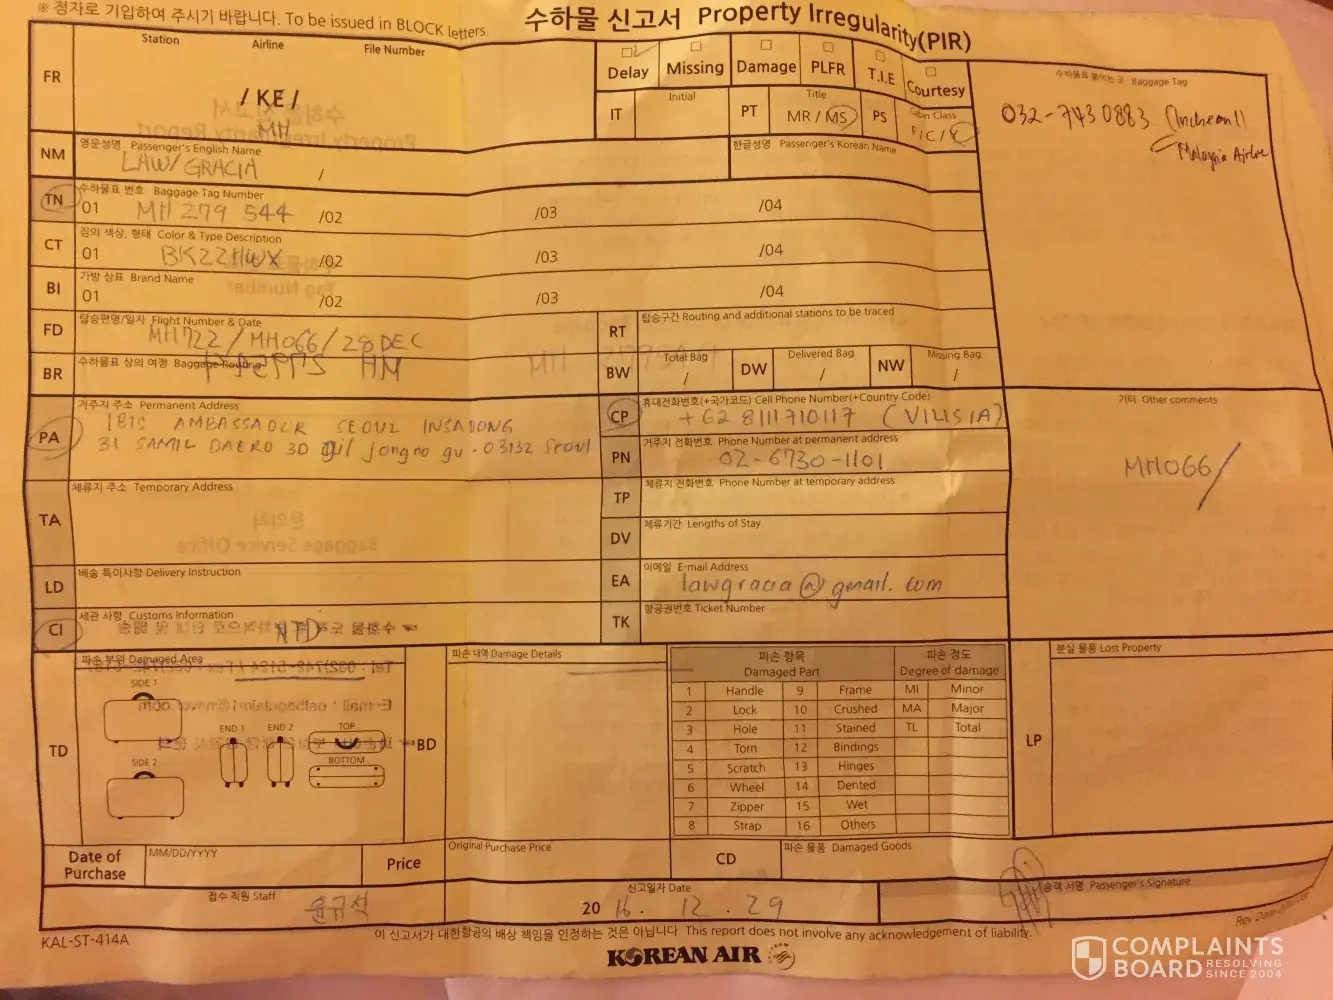 ※ 정자로 기입하여 주시기 바랍니다. To be issued in BLOCK letters.
수하물 신고서 Property Irregularity(PIR)
FR
Station Airline File Number
/ KE /
MH
Delay Missing Damage PLFR T.I.E Courtesy
IT Initial PT Title MR / MS PS Cabin Class F / C / Y
수하물표 붙이는 곳 Baggage Tag
032-7430883 (Incheon)
Malaysia Airline
NM 영문성명 Passenger's English Name
LAW/GRACIA /
한글성명 Passenger's Korean Name
TN 수하물표 번호 Baggage Tag Number
01 MH 279 544 /02 /03 /04
CT 짐의 색상, 형태 Color & Type Description
01 BK22HWX /02 /03 /04
BI 가방 상표 Brand Name
01 /02 /03 /04
FD 탑승편명/일자 Flight Number & Date
MH722/MH066/28DEC
RT 탑승구간 Routing and additional stations to be traced
BR 수하물표 상의 여정 Baggage Routing
BW Total Bag / DW Delivered Bag / NW Missing Bag /
PA 거주지 주소 Permanent Address
IBIS AMBASSADOR SEOUL INSADONG
31 SAMIL DAERO 30 gil jongno gu. 03132 Seoul
CP 휴대전화번호(+국가코드) Cell Phone Number(+Country Code)
+62 8111710117 (VILISIA)
PN 거주지 전화번호 Phone Number at permanent address
02-6730-1101
기타 Other comments
MH066/
TA 체류지 주소 Temporary Address
TP 체류지 전화번호 Phone Number at temporary address
DV 체류기간 Lengths of Stay
LD 배송 특이사항 Delivery Instruction
EA 이메일 E-mail Address
lawgracia@gmail.com
CI 세관 사항 Customs Information
NTD
TK 항공권번호 Ticket Number
TD 파손 부위 Damaged Area
SIDE 1
SIDE 2
END 1 END 2 TOP
BOTTOM
BD 파손 내역 Damage Details
파손 항목 파손 정도
Damaged Part Degree of damage
1 Handle 9 Frame MI Minor
2 Lock 10 Crushed MA Major
3 Hole 11 Stained TL Total
4 Torn 12 Bindings
5 Scratch 13 Hinges
6 Wheel 14 Dented
7 Zipper 15 Wet
8 Strap 16 Others
LP 분실 물품 Lost Property
Date of Purchase MM/DD/YYYY Price Original Purchase Price CD 파손 물품 Damaged Goods
접수 직원 Staff 윤규석
신고일자 Date
20 16 . 12 . 29
승객 서명 Passenger's Signature
KAL-ST-414A
이 신고서가 대한항공의 배상 책임을 인정하는 것은 아닙니다 This report does not involve any acknowledgement of liability.
KOREAN AIR
COMPLAINTS
BOARD RESOLVING SINCE 2004